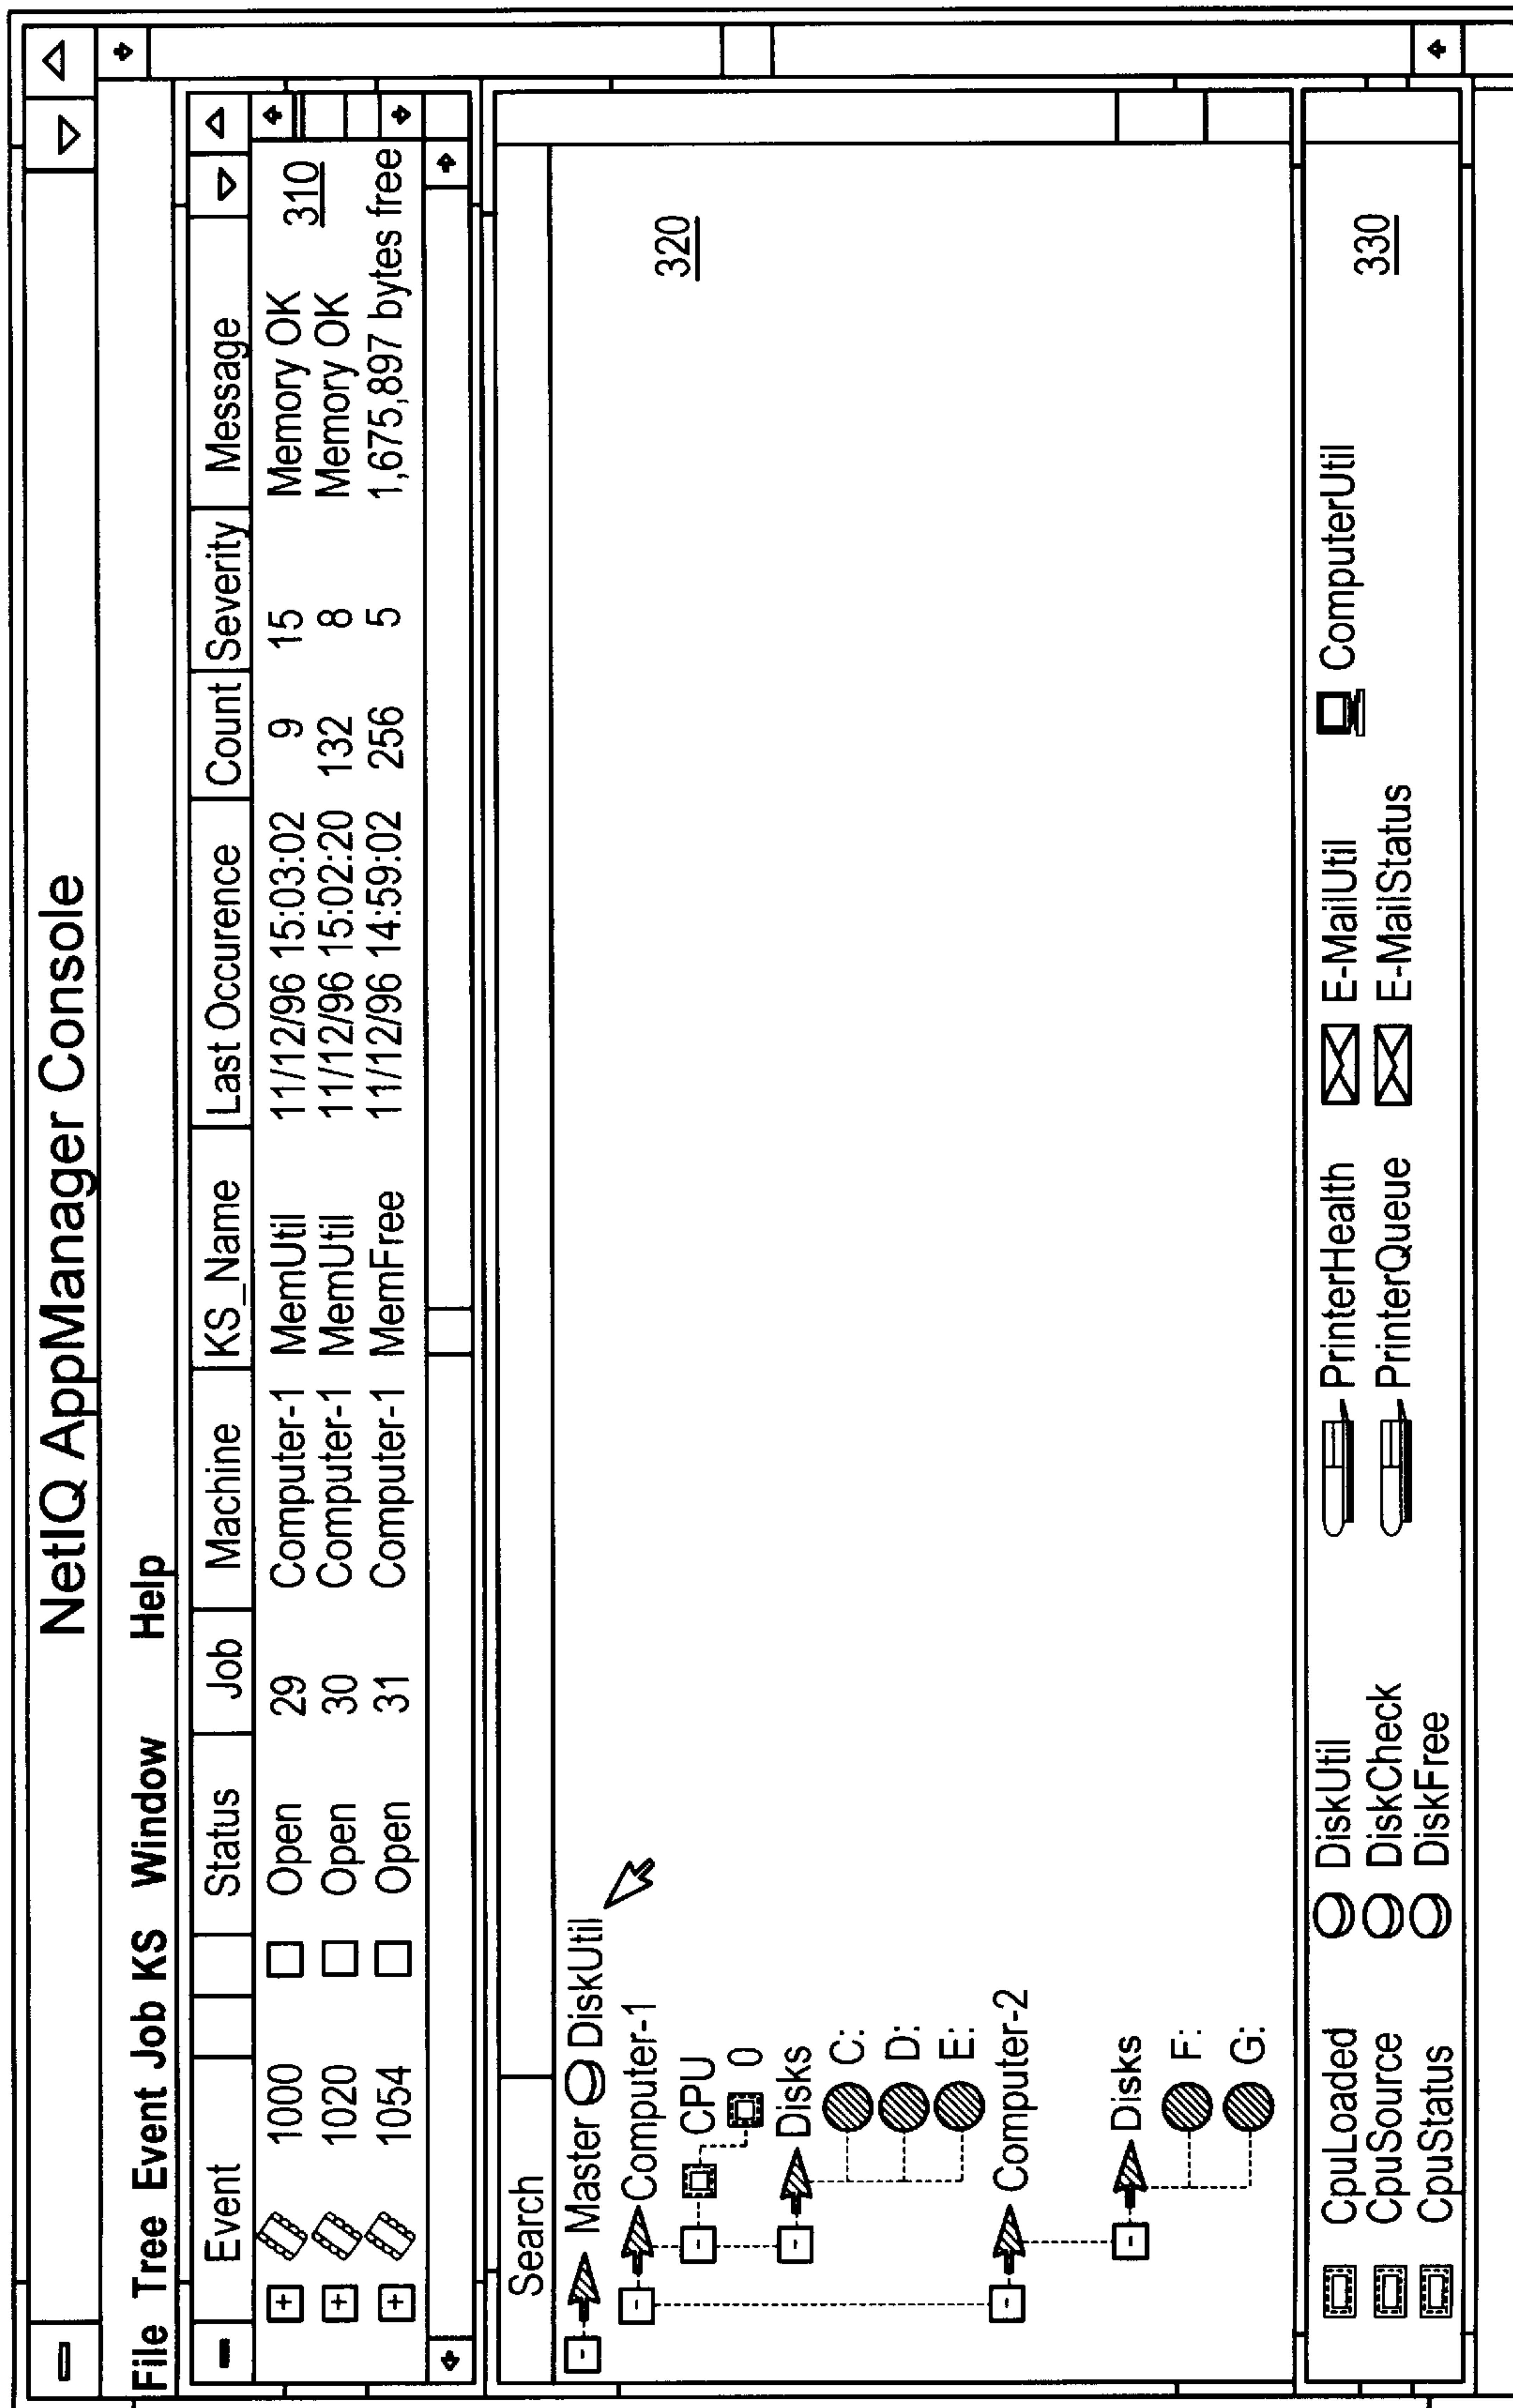 NetIQ AppManager Console
File Tree Event Job KS Window Help
Event Status Job Machine KS_Name Last Occurence Count Severity Message
1000 Open 29 Computer-1 MemUtil 11/12/96 15:03:02 9 15 Memory OK 310
1020 Open 30 Computer-1 MemUtil 11/12/96 15:02:20 132 8 Memory OK
1054 Open 31 Computer-1 MemFree 11/12/96 14:59:02 256 5 1,675,897 bytes free
Search
Master DiskUtil
Computer-1
CPU
0
Disks
C:
D:
E:
Computer-2
Disks
F:
G:
320
CpuLoaded DiskUtil PrinterHealth E-MailUtil ComputerUtil
CpuSource DiskCheck PrinterQueue E-MailStatus 330
CpuStatus DiskFree